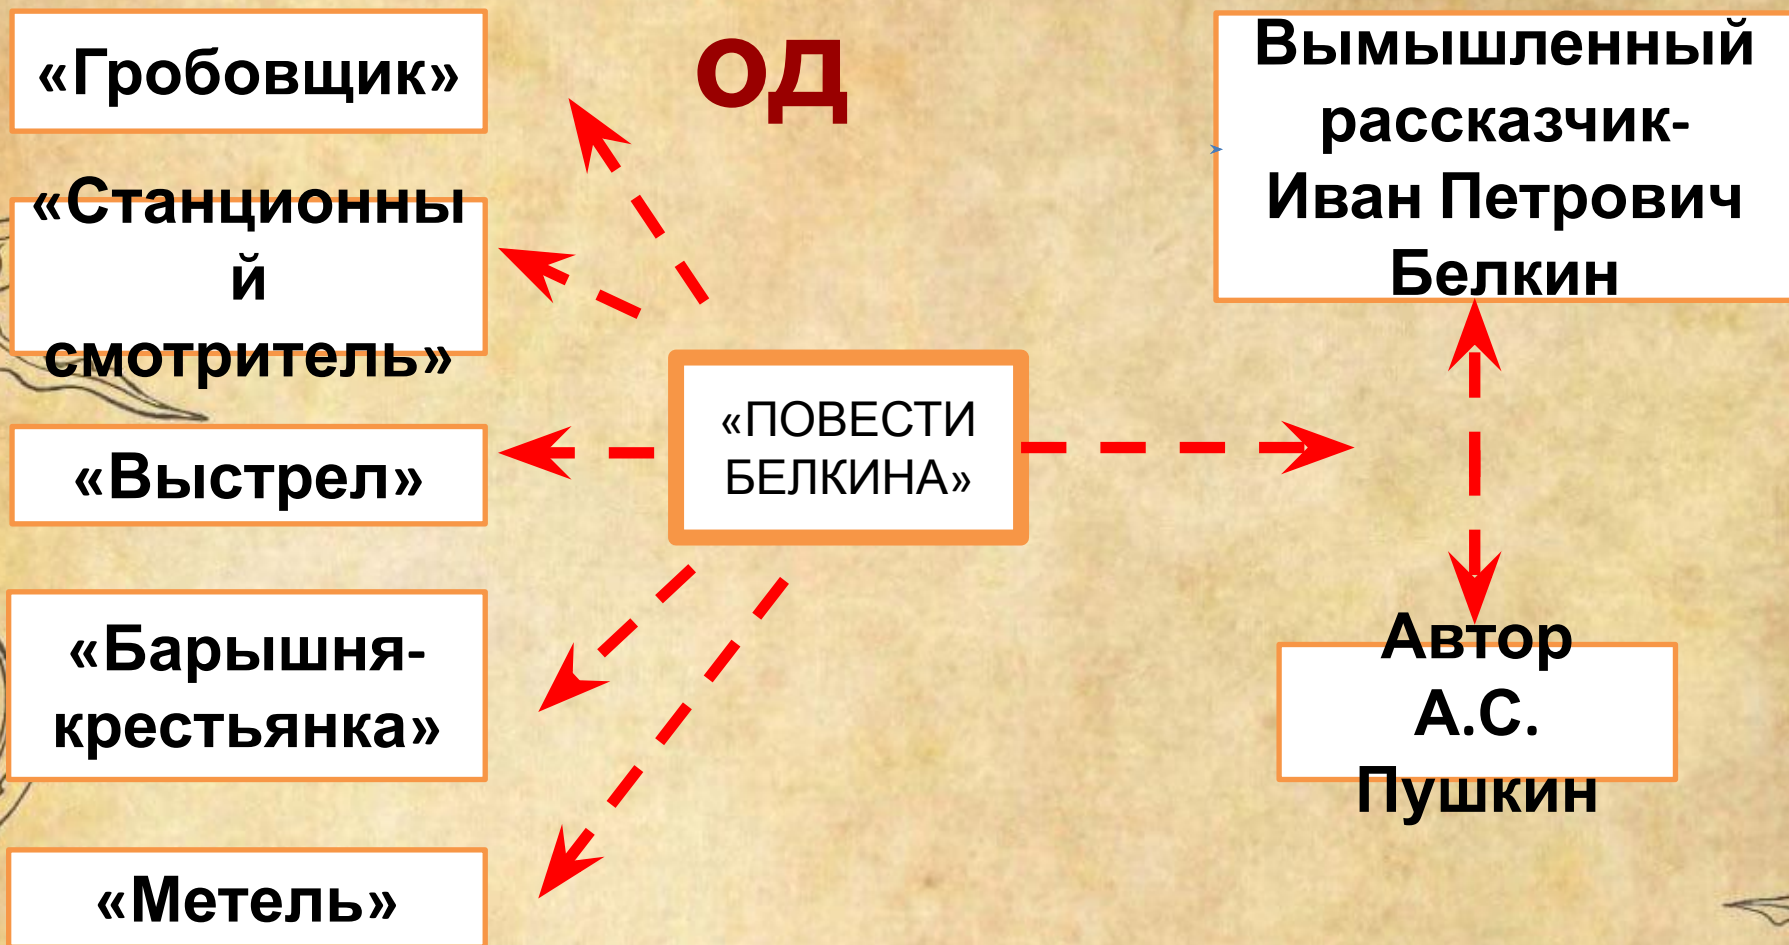 «Гробовщик»
од
Вымышленный
рассказчик-
Иван Петрович
Белкин
«Станционны
й
смотритель»
«ПОВЕСТИ
БЕЛКИНА»
«Выстрел»
«Барышня-
крестьянка»
Автор
А.С.
Пушкин
«Метель»